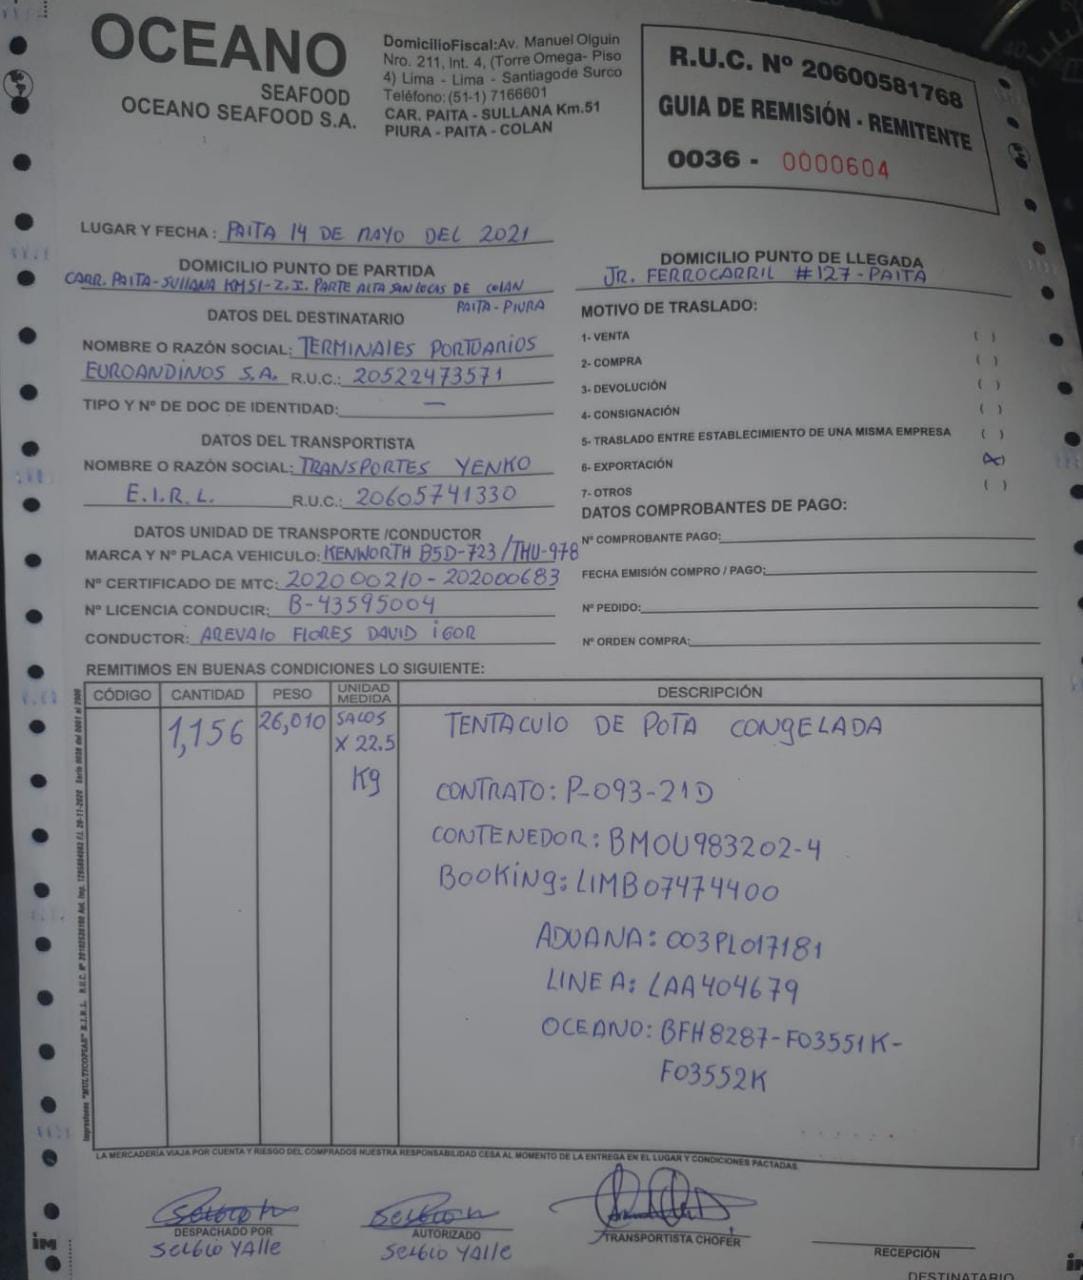 OCEANO
SEAFOOD
OCEANO SEAFOOD S.A.
DomicilioFiscal:Av. Manuel Olguin
Nro. 211, Int. 4, (Torre Omega- Piso
4) Lima - Lima - Santiagode Surco
Teléfono:(51-1) 7166601
CAR. PAITA - SULLANA Km.51
PIURA - PAITA - COLAN
R.U.C. Nº 20600581768
GUIA DE REMISIÓN - REMITENTE
0036 - 0000604
LUGAR Y FECHA : PAITA 14 DE MAYO DEL 2021
DOMICILIO PUNTO DE PARTIDA
CARR. PAITA-SULLANA KM51-Z.I. PARTE ALTA SAN LUCAS DE COLAN
PAITA-PIURA
DOMICILIO PUNTO DE LLEGADA
JR. FERROCARRIL #127-PAITA
DATOS DEL DESTINATARIO
NOMBRE O RAZÓN SOCIAL: TERMINALES PORTUARIOS
EUROANDINOS S.A. R.U.C.: 20522473571
TIPO Y Nº DE DOC DE IDENTIDAD: —
MOTIVO DE TRASLADO:
1- VENTA ( )
2- COMPRA ( )
3- DEVOLUCIÓN ( )
4- CONSIGNACIÓN ( )
5- TRASLADO ENTRE ESTABLECIMIENTO DE UNA MISMA EMPRESA ( )
6- EXPORTACIÓN (X)
7- OTROS ( )
DATOS DEL TRANSPORTISTA
NOMBRE O RAZÓN SOCIAL: TRANSPORTES YENKO
E.I.R.L. R.U.C.: 20605741330
DATOS UNIDAD DE TRANSPORTE /CONDUCTOR
MARCA Y Nº PLACA VEHICULO: KENWORTH B5D-723/THU-978
Nº CERTIFICADO DE MTC: 202000210-202000683
Nº LICENCIA CONDUCIR: B-43595004
CONDUCTOR: AREVALO FLORES DAVID IGOR
DATOS COMPROBANTES DE PAGO:
Nº COMPROBANTE PAGO:
FECHA EMISIÓN COMPRO / PAGO:
Nº PEDIDO:
Nº ORDEN COMPRA:
REMITIMOS EN BUENAS CONDICIONES LO SIGUIENTE:
CÓDIGO CANTIDAD PESO UNIDAD MEDIDA DESCRIPCIÓN
1,156 26,010 SACOS X 22.5 Kg TENTACULO DE POTA CONGELADA
CONTRATO: P-093-21D
CONTENEDOR: BMOU983202-4
BOOKING: LIMB07474400
ADUANA: 003PL017181
LINEA: LAA404679
OCEANO: BFH8287-F03551K-
F03552K
LA MERCADERÍA VIAJA POR CUENTA Y RIESGO DEL COMPRADOS NUESTRA RESPONSABILIDAD CESA AL MOMENTO DE LA ENTREGA EN EL LUGAR Y CONDICIONES PACTADAS
DESPACHADO POR
SERGIO YALLE
AUTORIZADO
SERGIO YALLE
TRANSPORTISTA CHOFER
RECEPCIÓN
DESTINATARIO